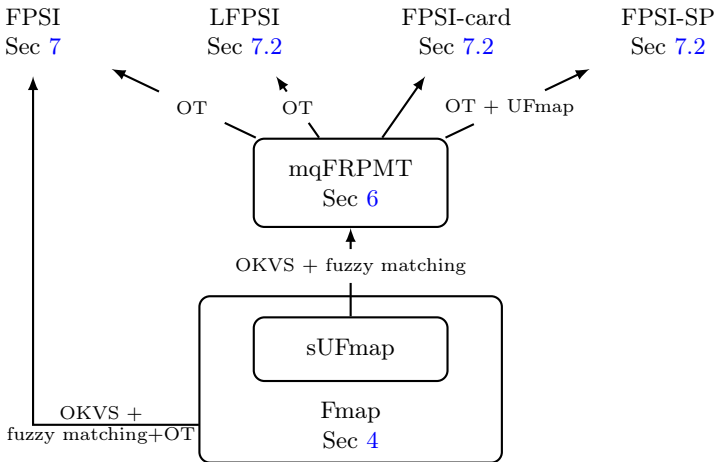 FPSI LFPSI FPSI-card FPSI-SP
Sec 7 Sec 7.2 Sec 7.2 Sec 7.2
OT OT OT + UFmap
mqFRPMT
Sec 6
OKVS + fuzzy matching
sUFmap
Fmap
Sec 4
OKVS +
fuzzy matching+OT